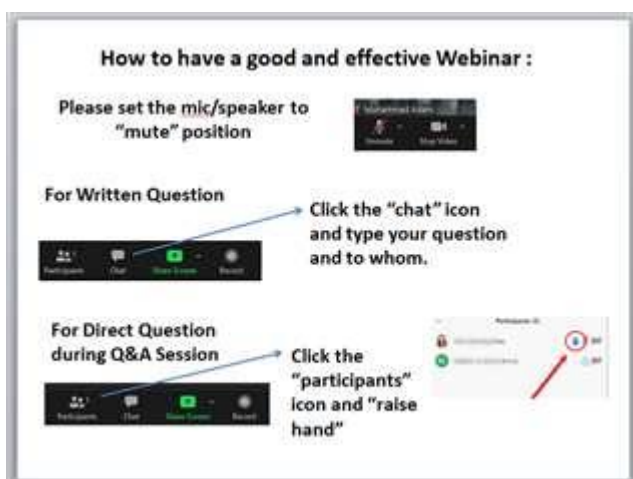 How to have a good and effective Webinar :
Please set the mic/speaker to
"mute" position
Muhammad
Unmute Stop Video
For Written Question
Click the "chat" icon
and type your question
and to whom.
Participants Chat Share Screen Record
For Direct Question
during Q&A Session
Click the
"participants"
icon and "raise
hand"
Participants
Participants Chat Share Screen Record